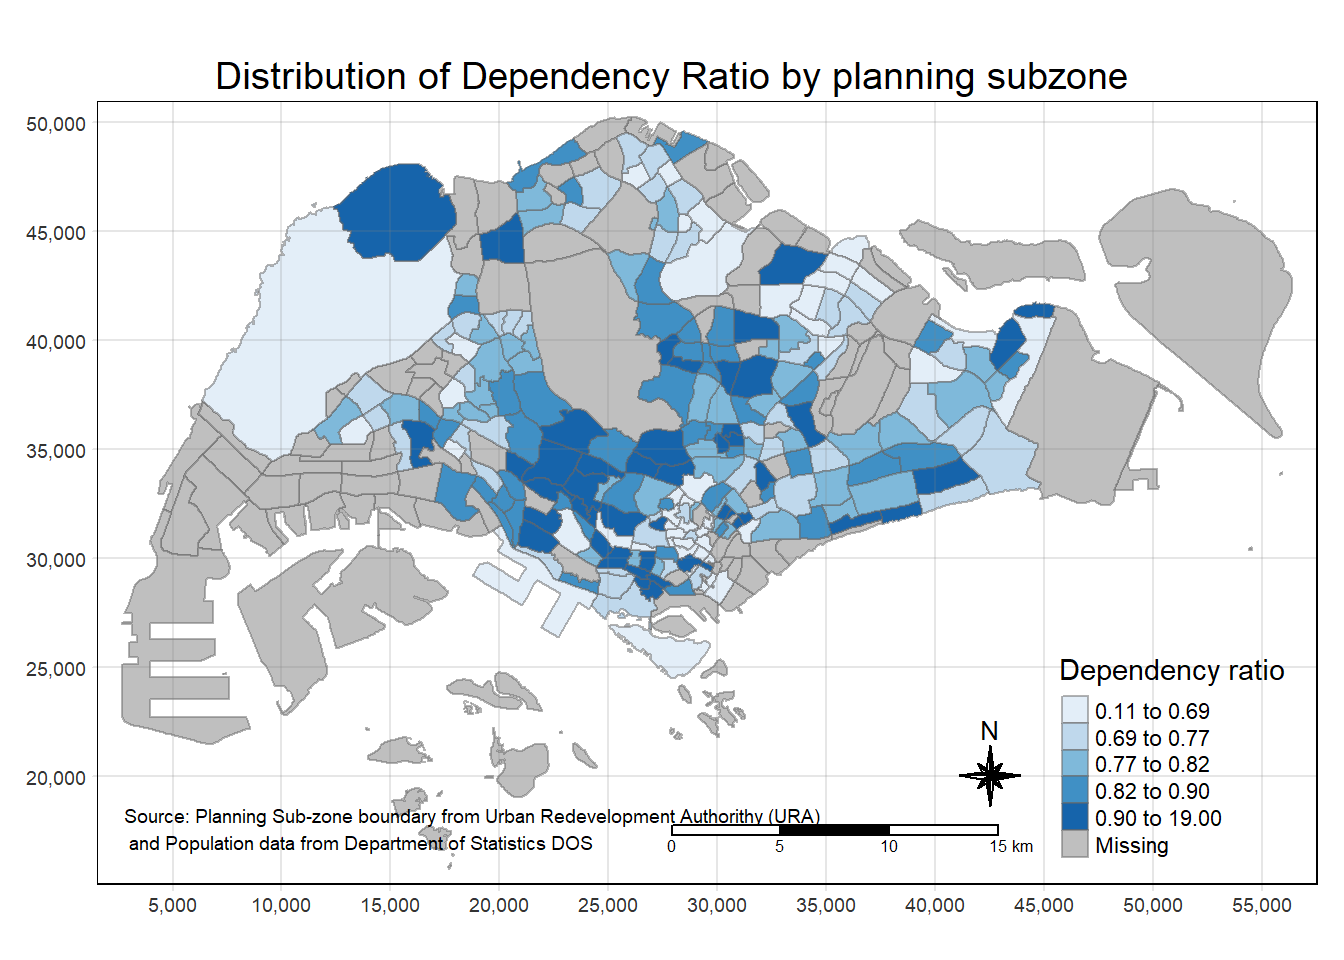 Distribution of Dependency Ratio by planning subzone
50,000
45,000
40,000
35,000
30,000
25,000
20,000
Dependency ratio
0.11 to 0.69
0.69 to 0.77
0.77 to 0.82
0.82 to 0.90
0.90 to 19.00
Missing
N
Source: Planning Sub-zone boundary from Urban Redevelopment Authorithy (URA)
and Population data from Department of Statistics DOS
0 5 10 15 km
5,000 10,000 15,000 20,000 25,000 30,000 35,000 40,000 45,000 50,000 55,000